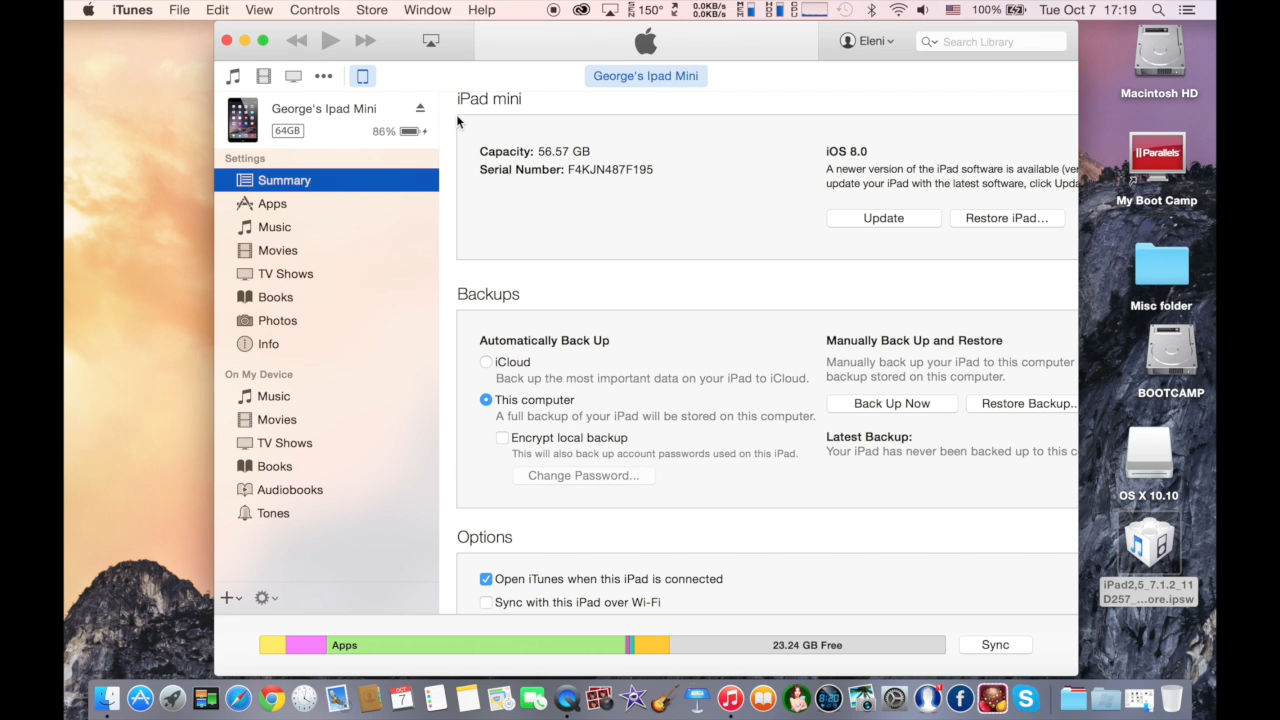 iTunes File Edit View Controls Store Window Help 150° 0.0KB/s 0.0KB/s 100% Tue Oct 7 17:19
Eleni Search Library
George's Ipad Mini
George's Ipad Mini
64GB 86%
Settings
Summary
Apps
Music
Movies
TV Shows
Books
Photos
Info
On My Device
Music
Movies
TV Shows
Books
Audiobooks
Tones
iPad mini
Capacity: 56.57 GB
Serial Number: F4KJN487F195
iOS 8.0
A newer version of the iPad software is available (ver
update your iPad with the latest software, click Upda
Update Restore iPad...
Backups
Automatically Back Up
iCloud
Back up the most important data on your iPad to iCloud.
This computer
A full backup of your iPad will be stored on this computer.
Encrypt local backup
This will also back up account passwords used on this iPad.
Change Password...
Manually Back Up and Restore
Manually back up your iPad to this computer
backup stored on this computer.
Back Up Now Restore Backup..
Latest Backup:
Your iPad has never been backed up to this c
Options
Open iTunes when this iPad is connected
Sync with this iPad over Wi-Fi
Apps 23.24 GB Free Sync
Macintosh HD
Parallels
My Boot Camp
Misc folder
BOOTCAMP
OS X 10.10
iPad2,5_7.1.2_11
D257_...ore.ipsw
8:20